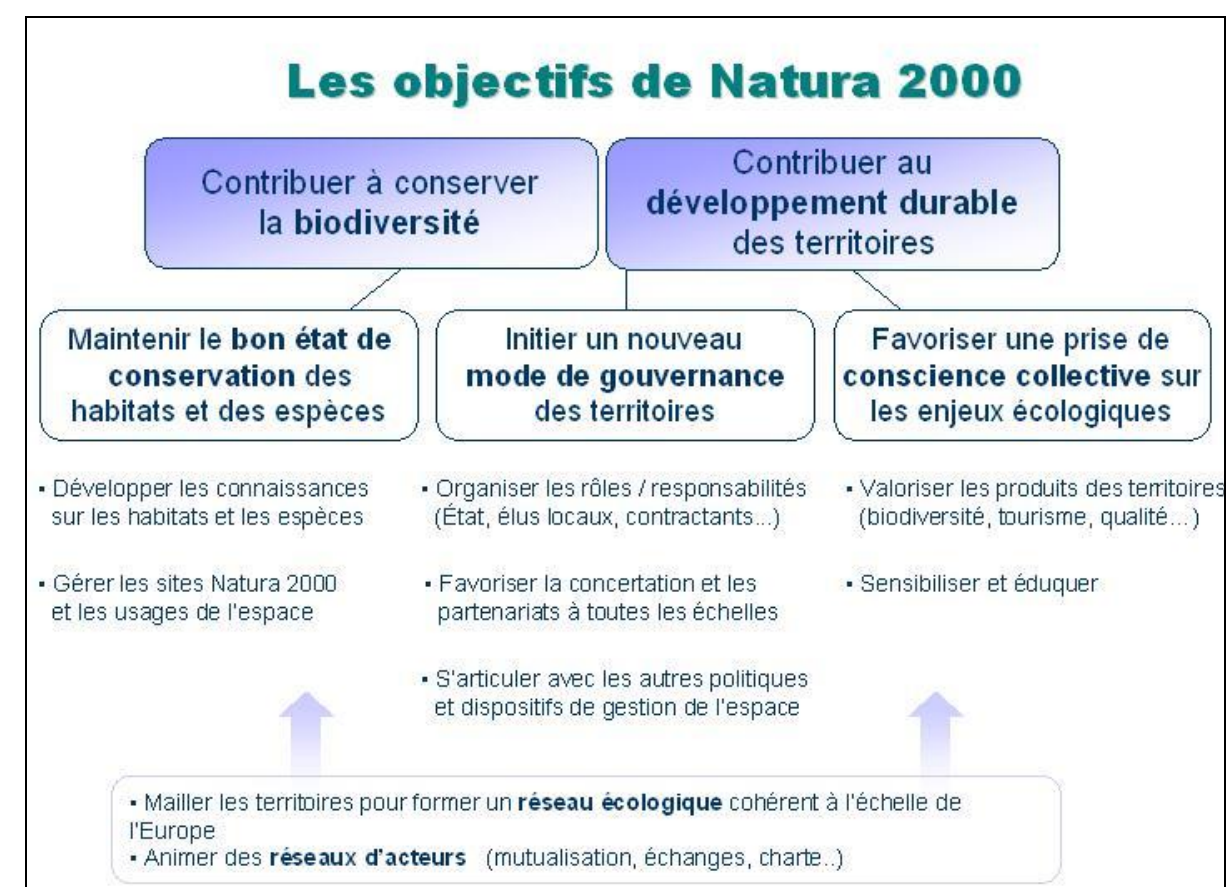 Les objectifs de Natura 2000
Contribuer à conserver
la biodiversité
Contribuer au
développement durable
des territoires
Maintenir le bon état de
conservation des
habitats et des espèces
Initier un nouveau
mode de gouvernance
des territoires
Favoriser une prise de
conscience collective sur
les enjeux écologiques
▪ Développer les connaissances
sur les habitats et les espèces
▪ Gérer les sites Natura 2000
et les usages de l'espace
▪ Organiser les rôles / responsabilités
(État, élus locaux, contractants...)
▪ Favoriser la concertation et les
partenariats à toutes les échelles
▪ S'articuler avec les autres politiques
et dispositifs de gestion de l'espace
▪ Valoriser les produits des territoires
(biodiversité, tourisme, qualité...)
▪ Sensibiliser et éduquer
▪ Mailler les territoires pour former un réseau écologique cohérent à l'échelle de
l'Europe
▪ Animer des réseaux d'acteurs (mutualisation, échanges, charte..)